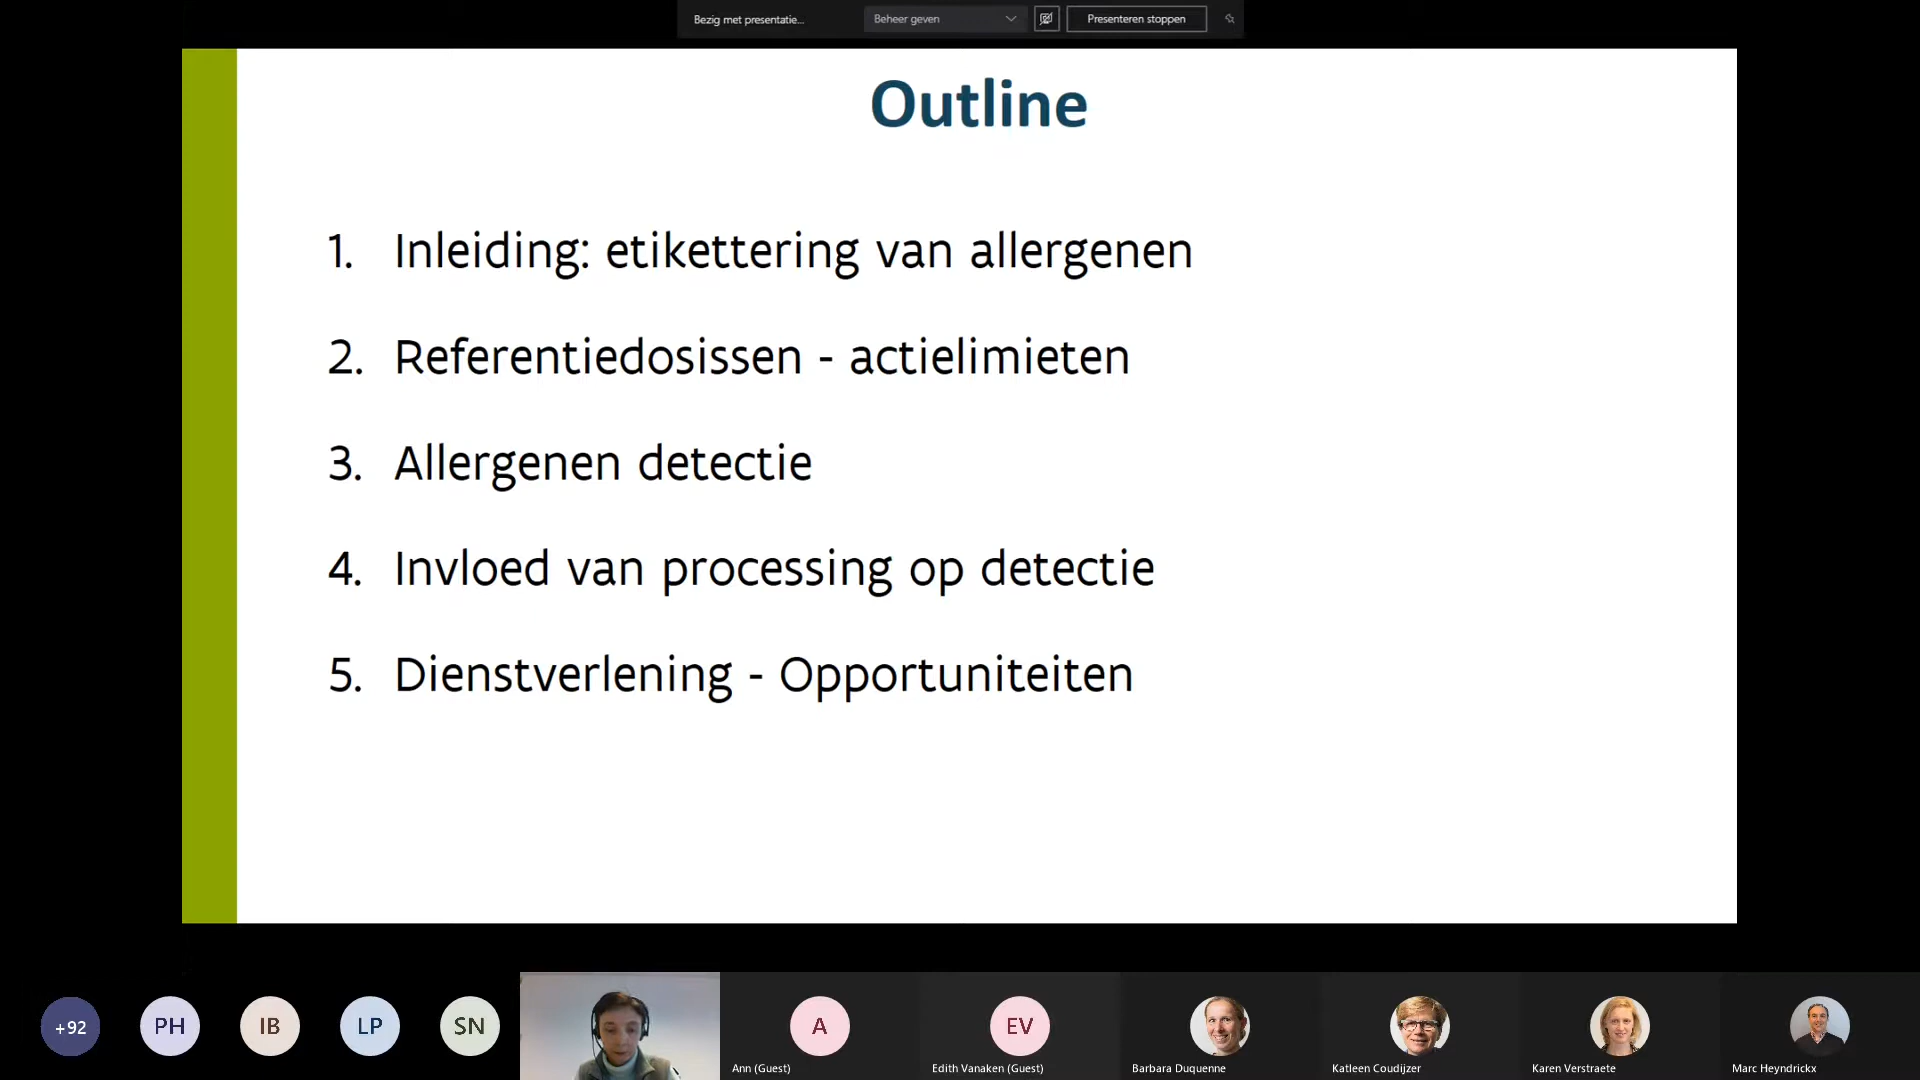 Bezig met presentatie...
Beheer geven
Presenteren stoppen
Outline
1. Inleiding: etikettering van allergenen
2. Referentiedosissen - actielimieten
3. Allergenen detectie
4. Invloed van processing op detectie
5. Dienstverlening - Opportuniteiten
+92
PH
IB
LP
SN
A
EV
Ann (Guest)
Edith Vanaken (Guest)
Barbara Duquenne
Katleen Coudijzer
Karen Verstraete
Marc Heyndrickx